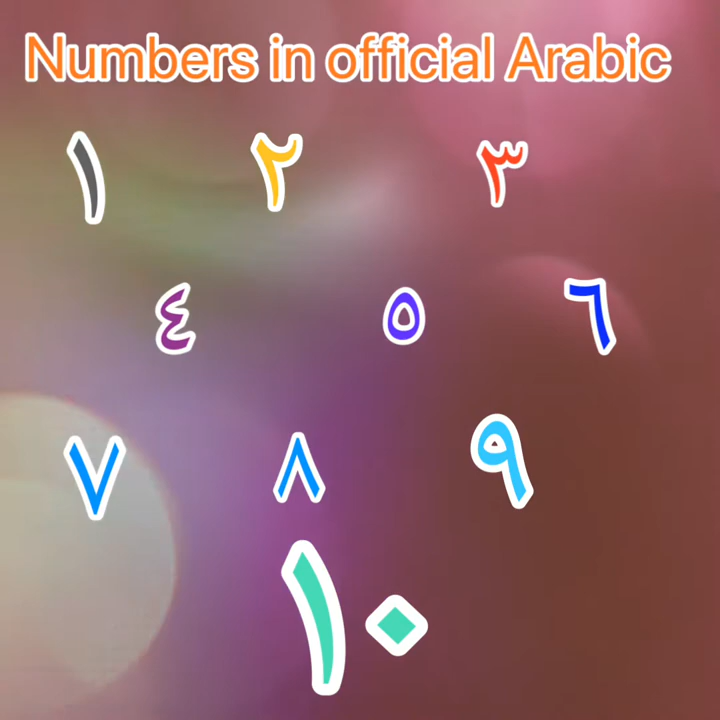 Numbers in official Arabic
١ ٢ ٣
٤ ٥ ٦
٧ ٨ ٩
١٠